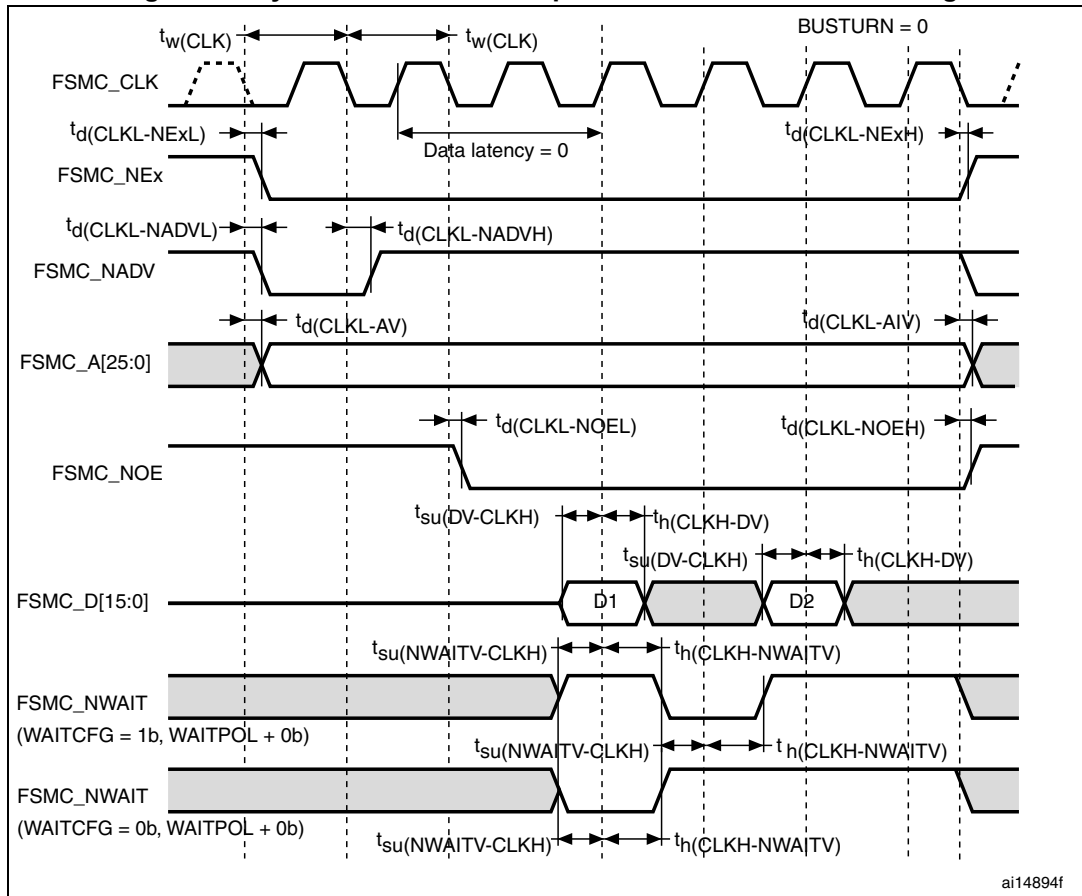 BUSTURN = 0
tw(CLK) tw(CLK)
FSMC_CLK
td(CLKL-NExL) td(CLKL-NExH)
Data latency = 0
FSMC_NEx
td(CLKL-NADVL) td(CLKL-NADVH)
FSMC_NADV
td(CLKL-AV) td(CLKL-AIV)
FSMC_A[25:0]
td(CLKL-NOEL) td(CLKL-NOEH)
FSMC_NOE
tsu(DV-CLKH) th(CLKH-DV)
tsu(DV-CLKH) th(CLKH-DV)
FSMC_D[15:0] D1 D2
tsu(NWAITV-CLKH) th(CLKH-NWAITV)
FSMC_NWAIT
(WAITCFG = 1b, WAITPOL + 0b)
tsu(NWAITV-CLKH) th(CLKH-NWAITV)
FSMC_NWAIT
(WAITCFG = 0b, WAITPOL + 0b)
tsu(NWAITV-CLKH) th(CLKH-NWAITV)
ai14894f